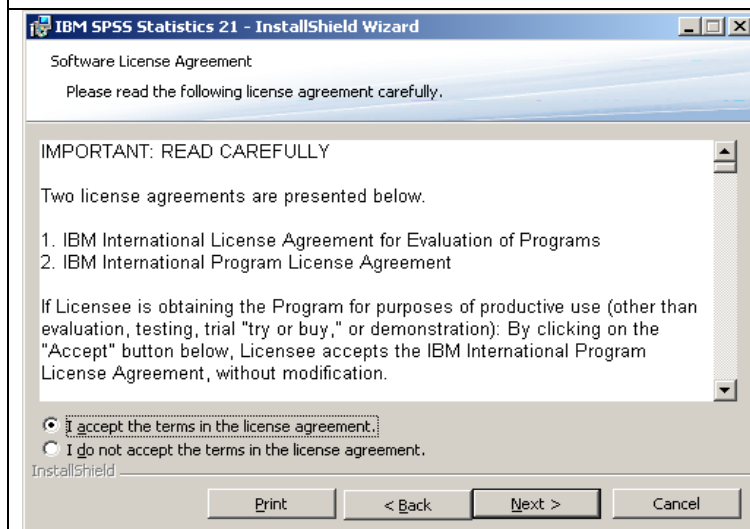 IBM SPSS Statistics 21 - InstallShield Wizard
Software License Agreement
Please read the following license agreement carefully.
IMPORTANT: READ CAREFULLY
Two license agreements are presented below.
1. IBM International License Agreement for Evaluation of Programs
2. IBM International Program License Agreement
If Licensee is obtaining the Program for purposes of productive use (other than
evaluation, testing, trial "try or buy," or demonstration): By clicking on the
"Accept" button below, Licensee accepts the IBM International Program
License Agreement, without modification.
I accept the terms in the license agreement.
I do not accept the terms in the license agreement.
InstallShield
Print
< Back
Next >
Cancel